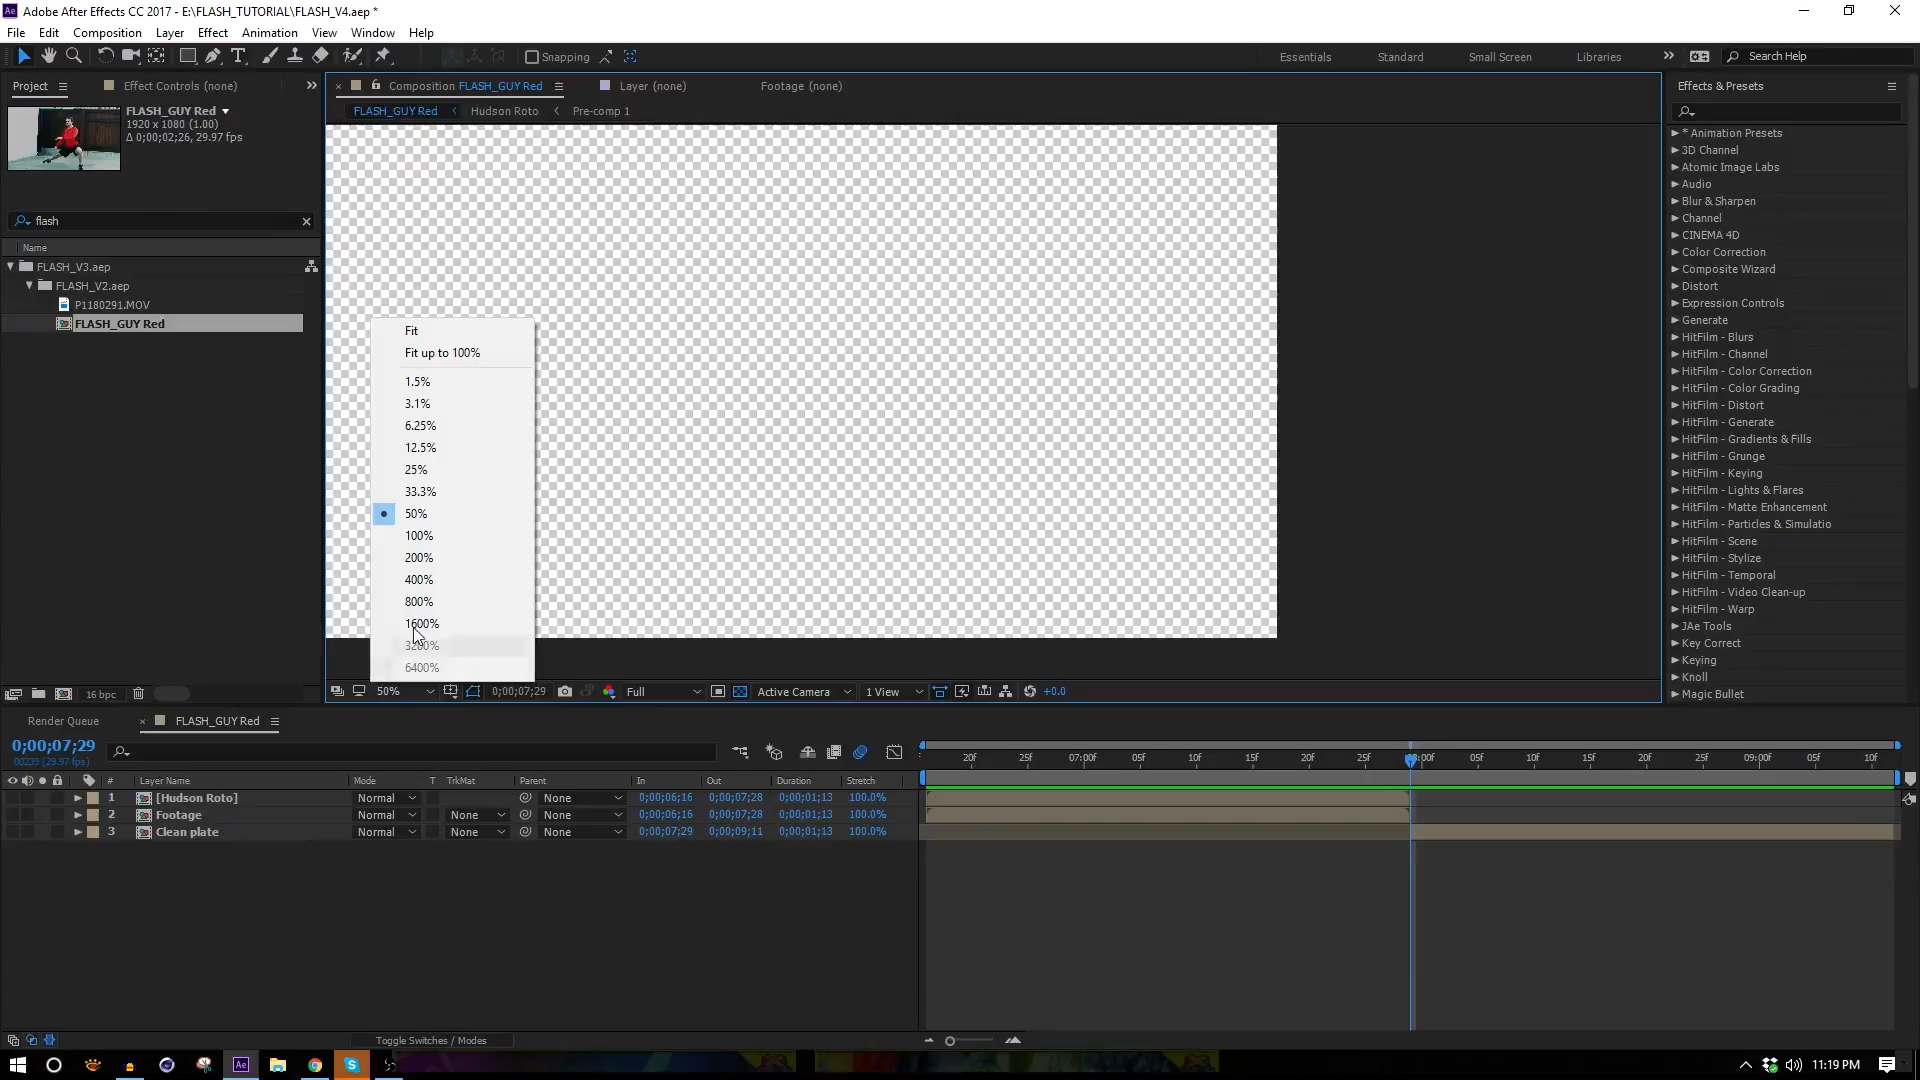 Adobe After Effects CC 2017 - E:\FLASH_TUTORIAL\FLASH_V4.aep *
File Edit Composition Layer Effect Animation View Window Help
Snapping Essentials Standard Small Screen Libraries Search Help
Project Effect Controls (none) Composition FLASH_GUY Red Layer (none) Footage (none) Effects & Presets
FLASH_GUY Red
1920 x 1080 (1.00)
Δ 0;00;02;26, 29.97 fps
FLASH_GUY Red Hudson Roto Pre-comp 1
flash
Name
FLASH_V3.aep
FLASH_V2.aep
P1180291.MOV
FLASH_GUY Red
16 bpc
Fit
Fit up to 100%
1.5%
3.1%
6.25%
12.5%
25%
33.3%
50%
100%
200%
400%
800%
1600%
3200%
6400%
50% 0;00;07;29 Full Active Camera 1 View +0.0
* Animation Presets
3D Channel
Atomic Image Labs
Audio
Blur & Sharpen
Channel
CINEMA 4D
Color Correction
Composite Wizard
Distort
Expression Controls
Generate
HitFilm - Blurs
HitFilm - Channel
HitFilm - Color Correction
HitFilm - Color Grading
HitFilm - Distort
HitFilm - Generate
HitFilm - Gradients & Fills
HitFilm - Grunge
HitFilm - Keying
HitFilm - Lights & Flares
HitFilm - Matte Enhancement
HitFilm - Particles & Simulatio
HitFilm - Scene
HitFilm - Stylize
HitFilm - Temporal
HitFilm - Video Clean-up
HitFilm - Warp
JAe Tools
Key Correct
Keying
Knoll
Magic Bullet
Render Queue FLASH_GUY Red
0;00;07;29
00239 (29.97 fps)
20f 25f 07:00f 05f 10f 15f 20f 25f :00f 05f 10f 15f 20f 25f 09:00f 05f 10f
# Layer Name Mode T TrkMat Parent In Out Duration Stretch
1 [Hudson Roto] Normal None 0;00;06;16 0;00;07;28 0;00;01;13 100.0%
2 Footage Normal None None 0;00;06;16 0;00;07;28 0;00;01;13 100.0%
3 Clean plate Normal None None 0;00;07;29 0;00;09;11 0;00;01;13 100.0%
Toggle Switches / Modes
Ae
11:19 PM